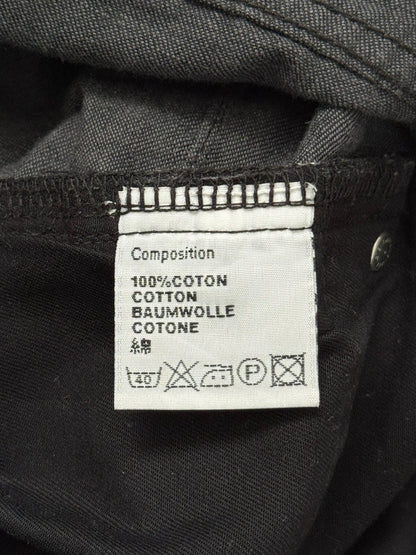 Composition
100%COTON
COTTON
BAUMWOLLE
COTONE
綿
40 P